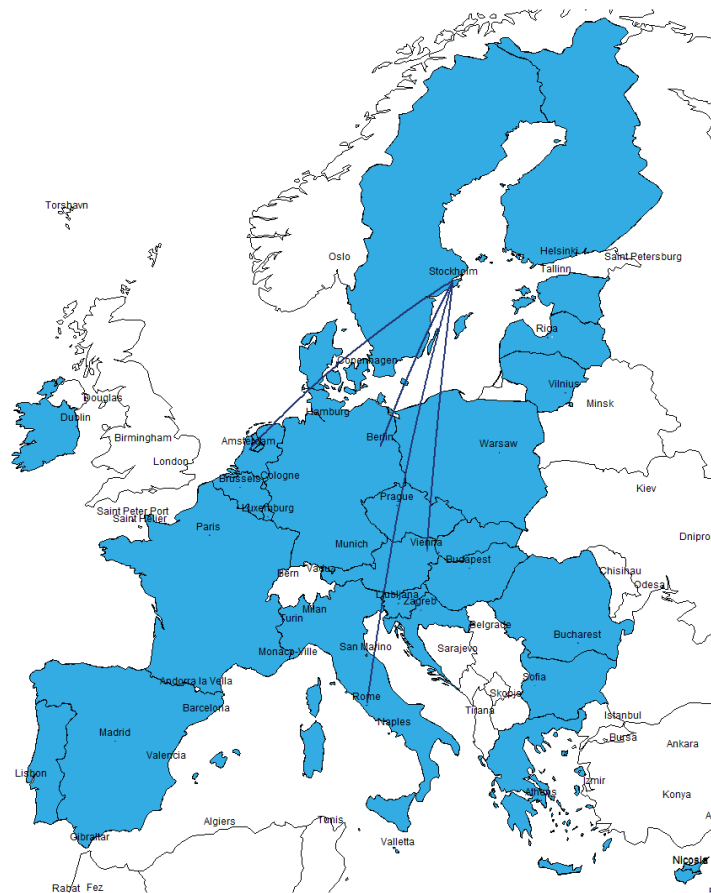 Torshavn
Oslo
Helsinki
Saint Petersburg
Tallinn
Stockholm
Riga
Copenhagen
Vilnius
Minsk
Douglas
Dublin
Hamburg
Birmingham
Amsterdam
Berlin
Warsaw
London
Cologne
Brussels
Kiev
Prague
Saint Peter Port
Saint Helier
Luxemburg
Paris
Dnipro
Munich
Vienna
Budapest
Vaduz
Bern
Chisinau
Odesa
Ljubljana
Zagreb
Milan
Turin
Belgrade
Bucharest
San Marino
Sarajevo
Monaco-Ville
Andorra la Vella
Sofia
Skopje
Rome
Barcelona
Tirana
Istanbul
Naples
Madrid
Bursa
Ankara
Valencia
Lisbon
Izmir
Athens
Konya
Algiers
Tunis
Gibraltar
Valletta
Nicosia
Rabat
Fez